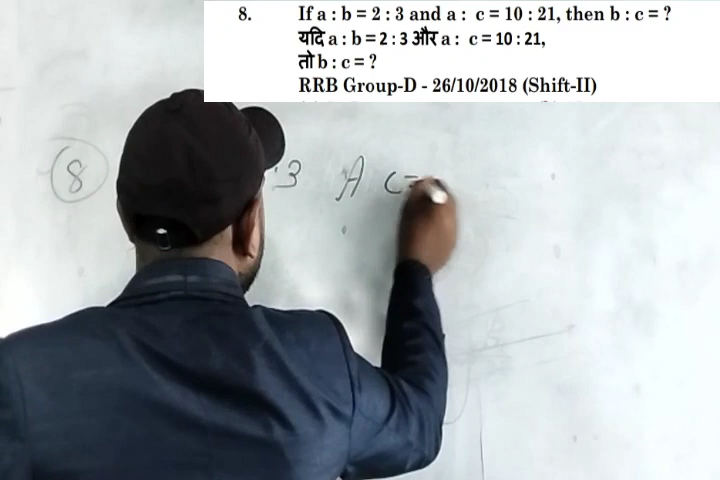 8. If a : b = 2 : 3 and a : c = 10 : 21, then b : c = ?
यदि a : b = 2 : 3 और a : c = 10 : 21,
तो b : c = ?
RRB Group-D - 26/10/2018 (Shift-II)
8 :3 A C=